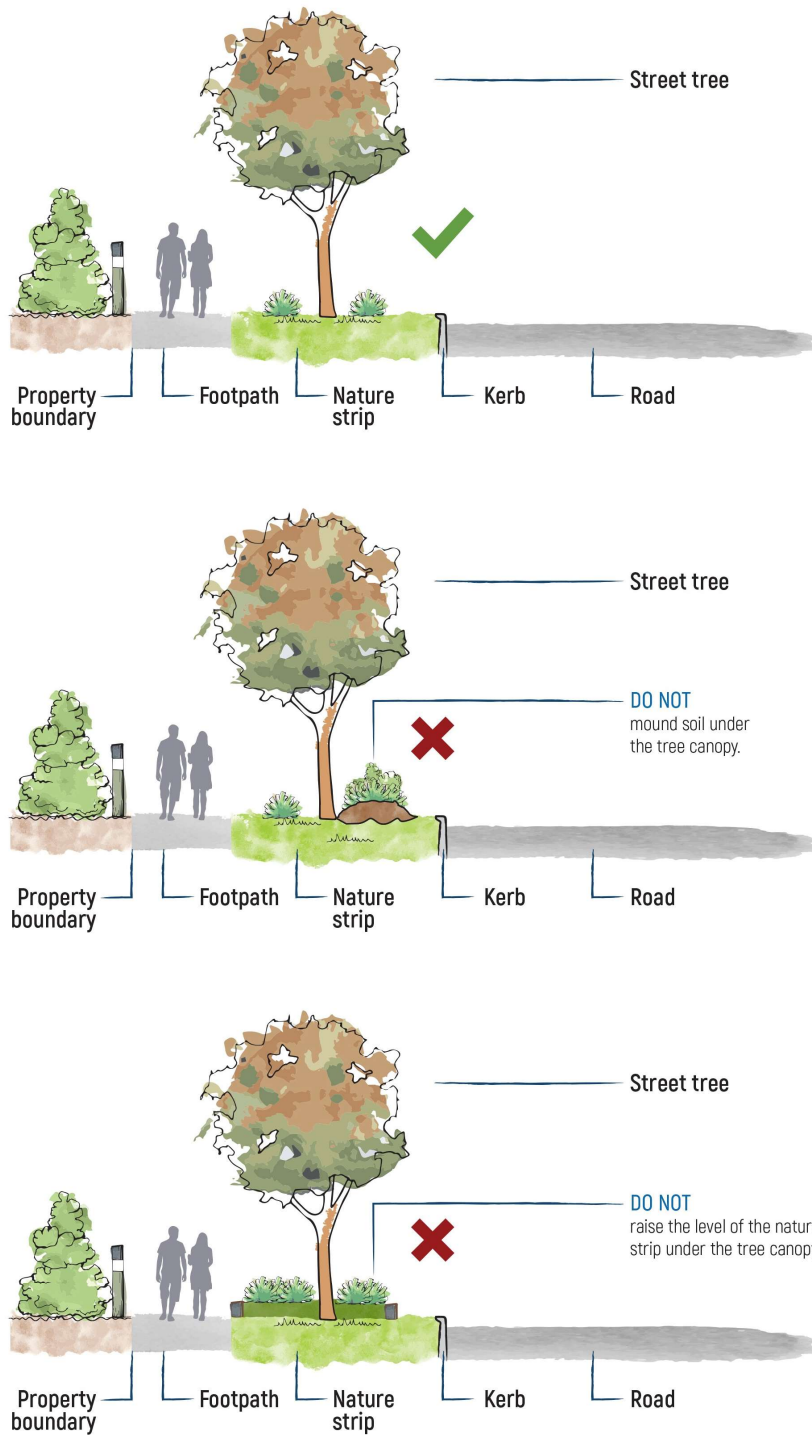 Street tree
Property
boundary
Footpath
Nature
strip
Kerb
Road
Street tree
DO NOT
mound soil under
the tree canopy.
Property
boundary
Footpath
Nature
strip
Kerb
Road
Street tree
DO NOT
raise the level of the natur
strip under the tree canop
Property
boundary
Footpath
Nature
strip
Kerb
Road